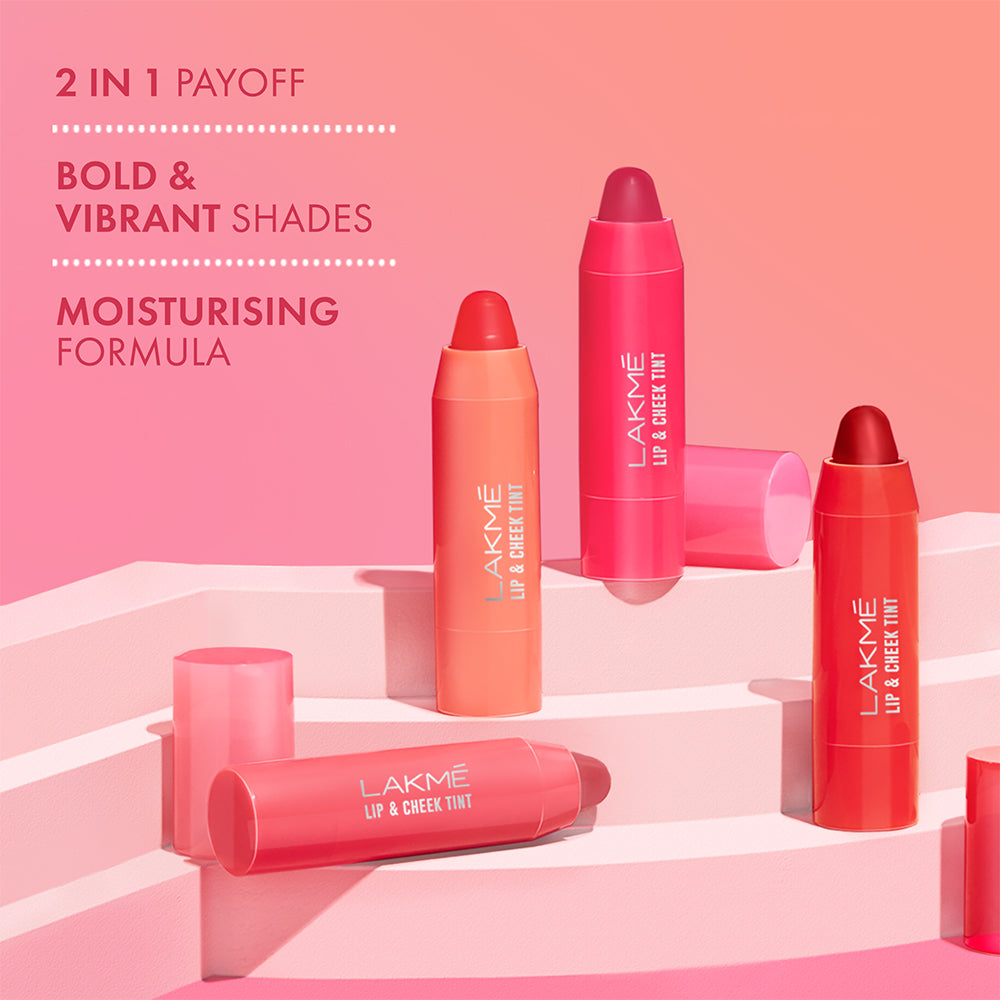 2 IN 1 PAYOFF
BOLD &
VIBRANT SHADES
MOISTURISING
FORMULA
LAKMÉ
LIP & CHEEK TINT
LAKMÉ
LIP & CHEEK TINT
LAKMÉ
LIP & CHEEK TINT
LAKMÉ
LIP & CHEEK TINT